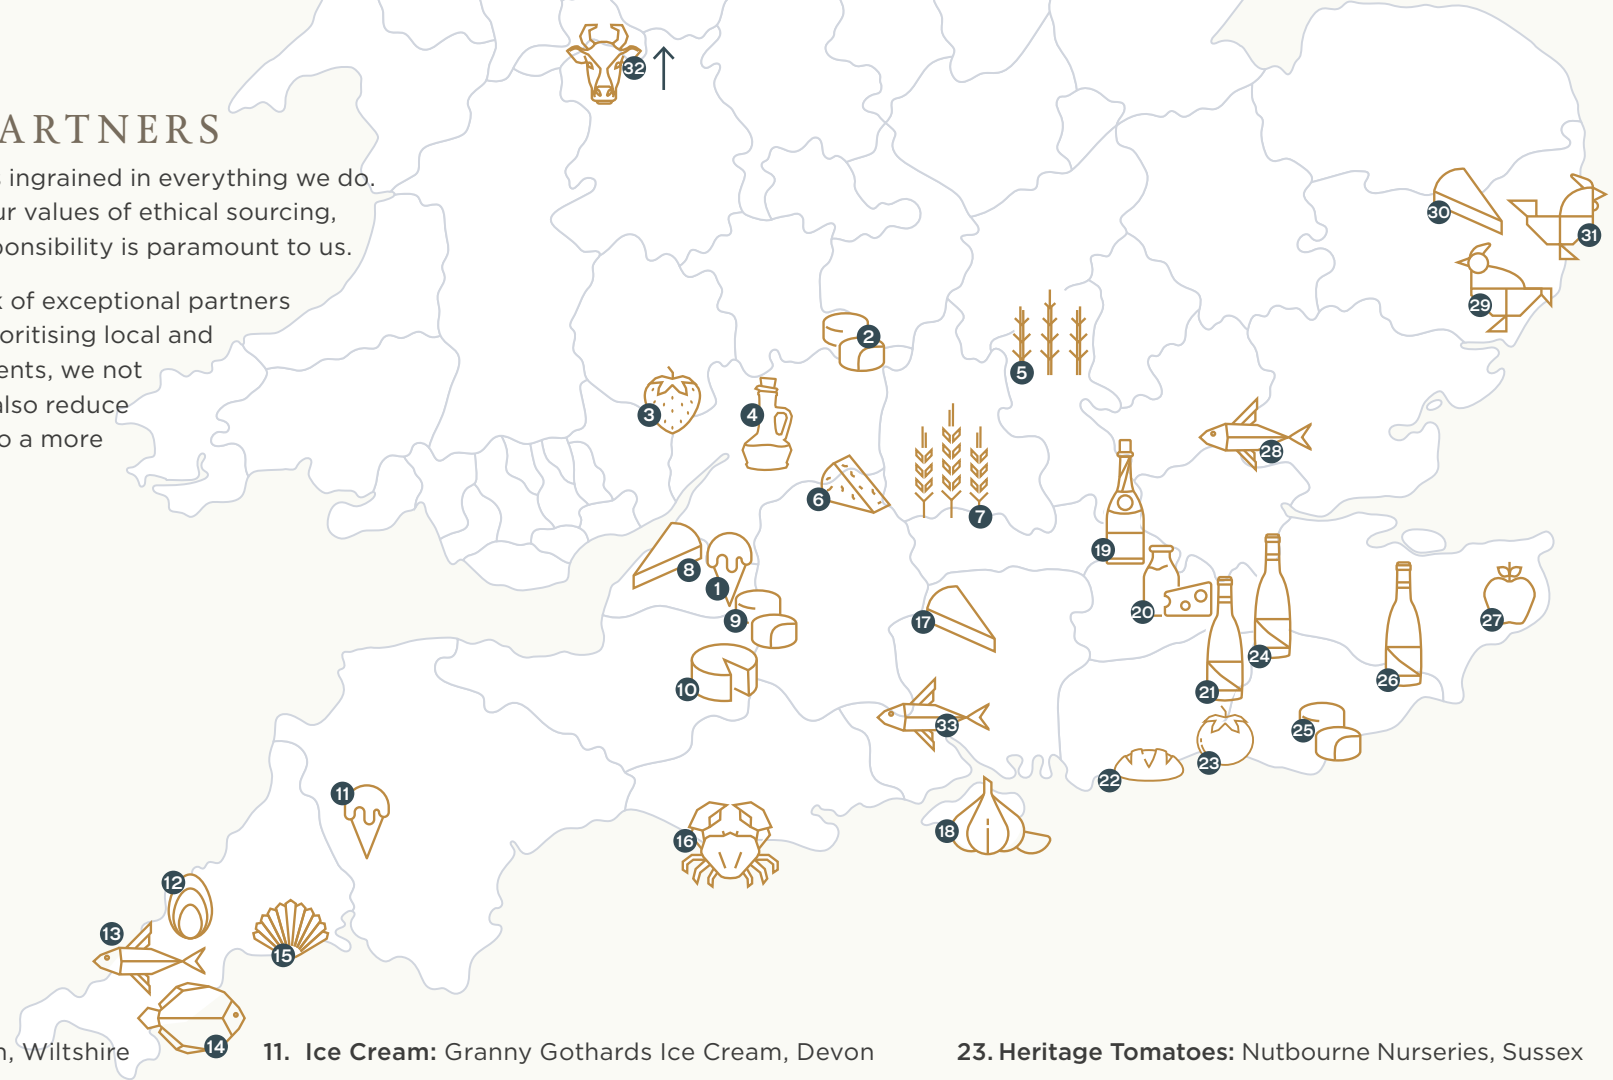 ARTNERS
ingrained in everything we do.
ur values of ethical sourcing,
onsibility is paramount to us.
of exceptional partners
oritising local and
ents, we not
also reduce
o a more
32
30
31
29
2
5
3
4
28
6
7
19
8
1
9
20
17
27
10
24
26
21
33
25
23
22
11
18
16
12
13
15
14
n, Wiltshire
11. Ice Cream: Granny Gothards Ice Cream, Devon
23. Heritage Tomatoes: Nutbourne Nurseries, Sussex